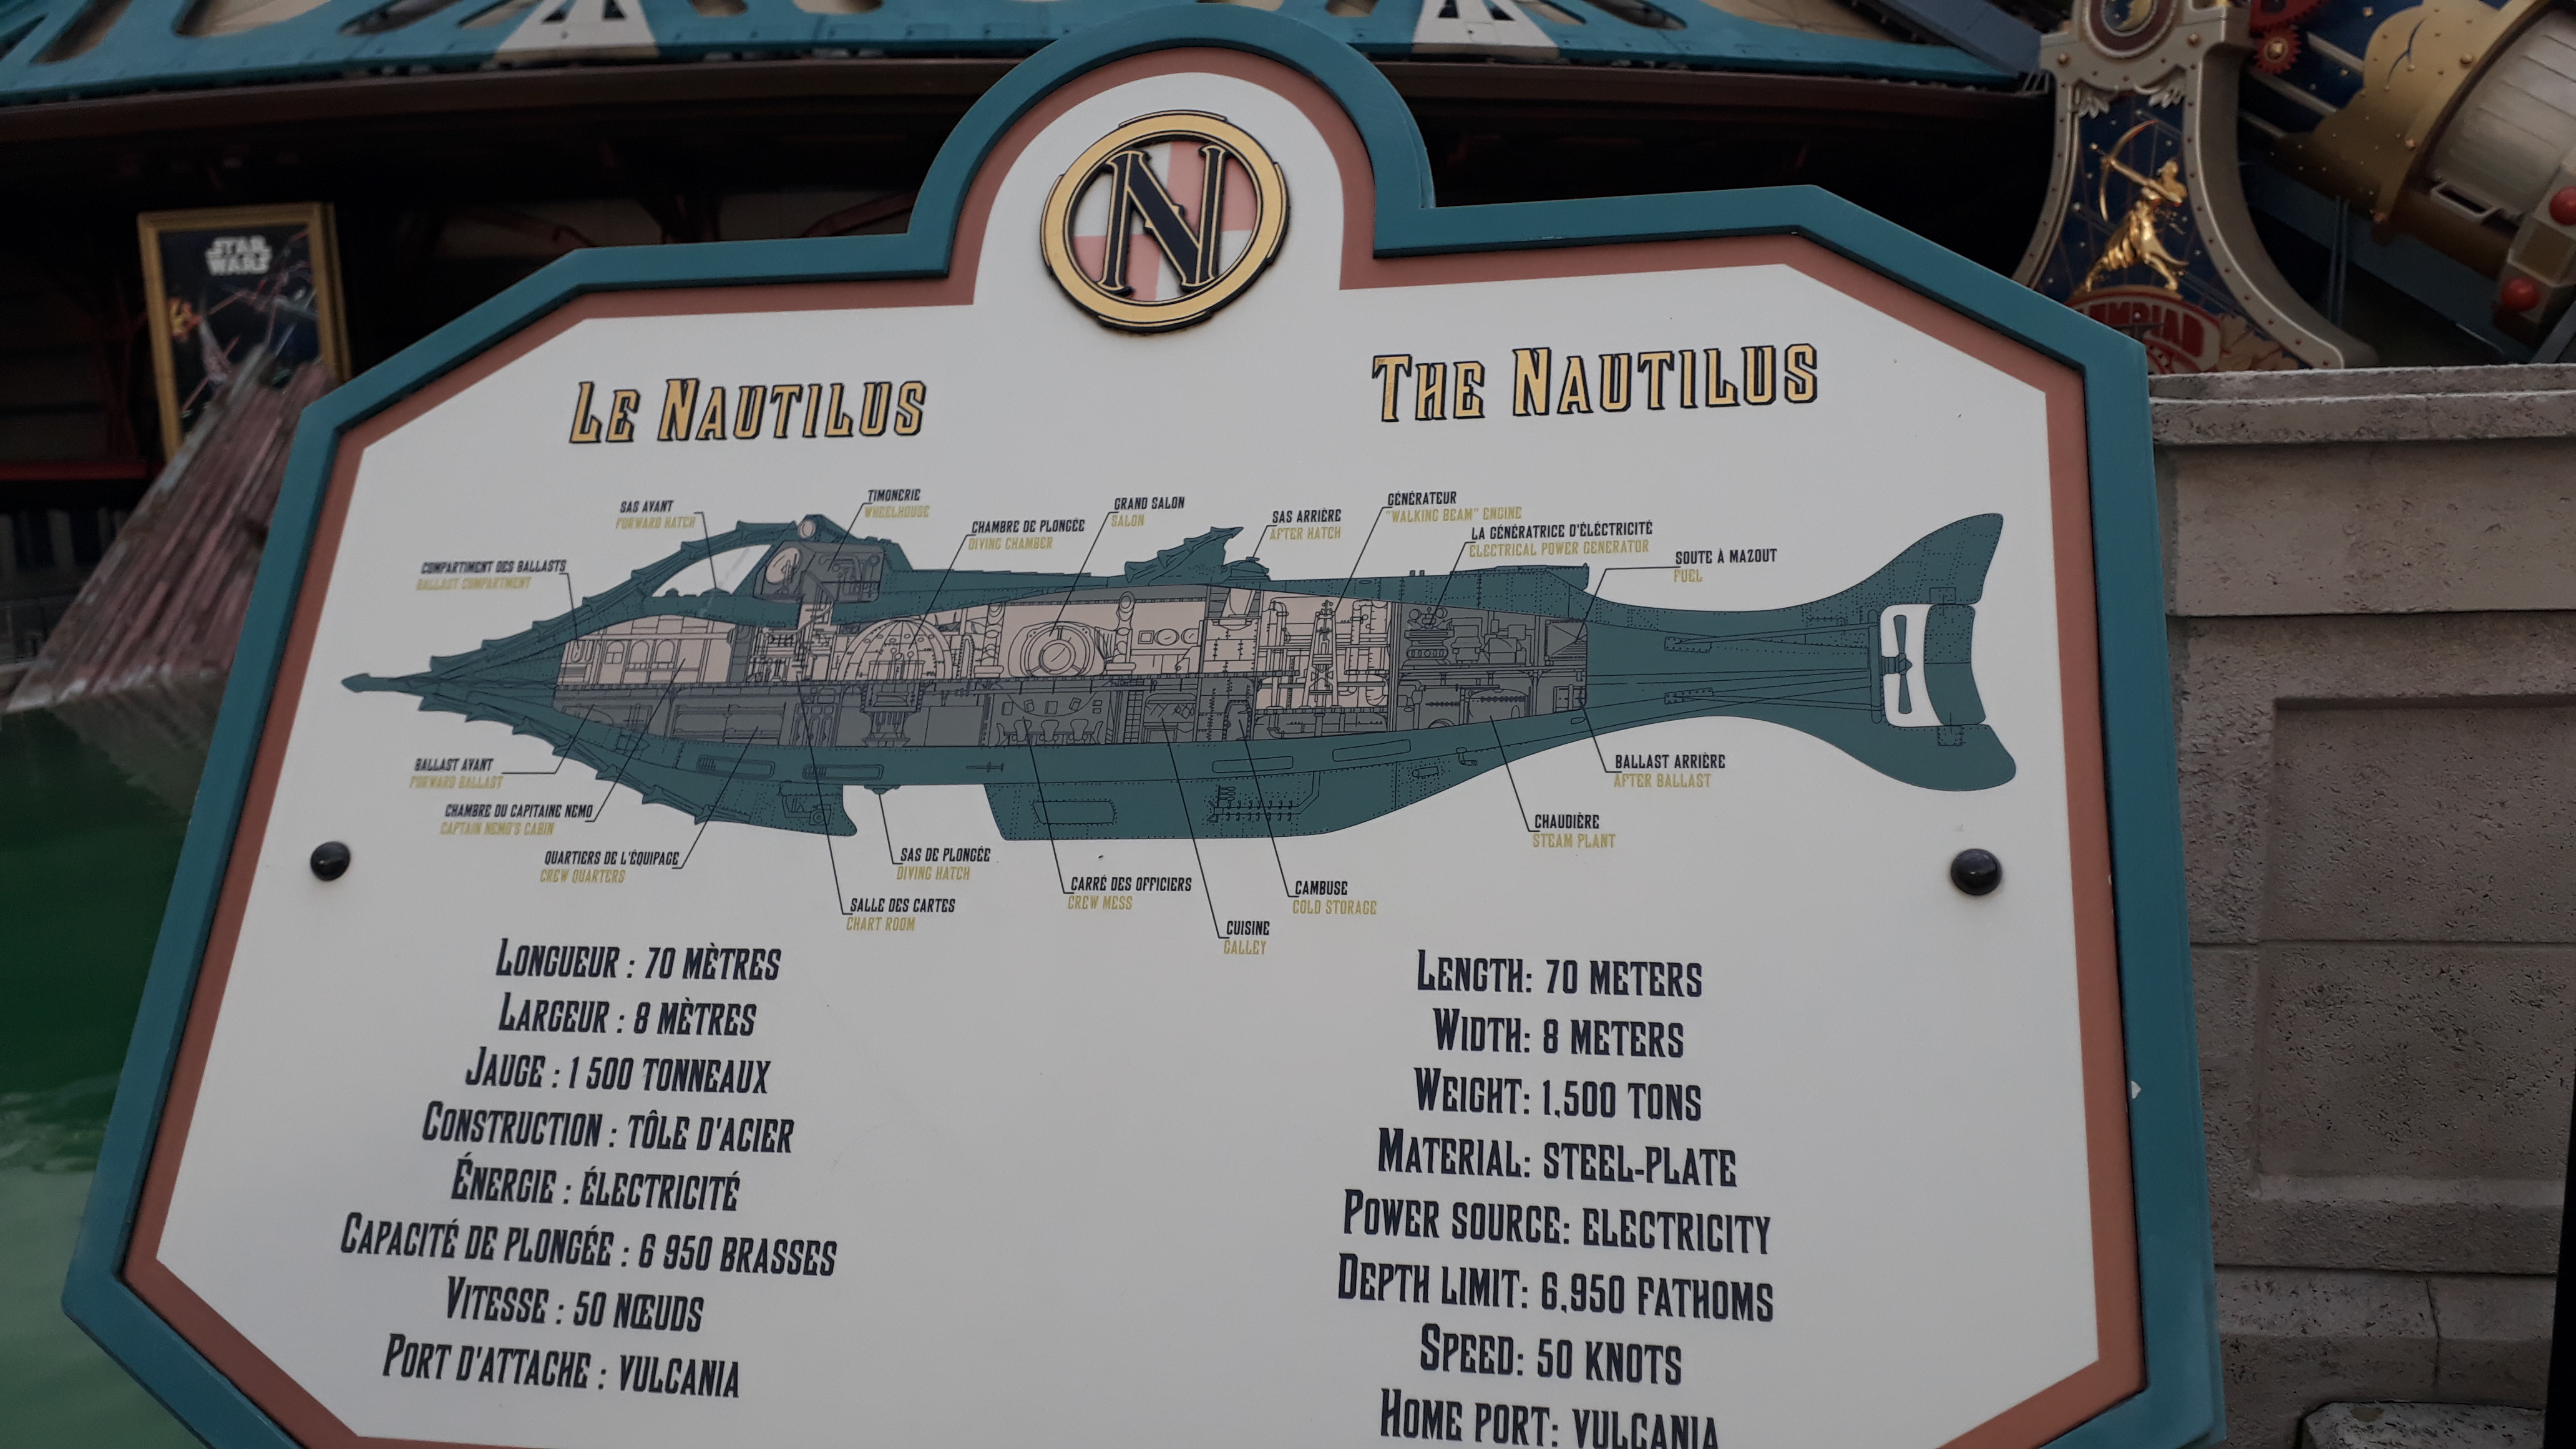 STAR
WARS
N
LE NAUTILUS
THE NAUTILUS
SAS AVANT
FORWARD HATCH
TIMONERIE
WHEELHOUSE
CHAMBRE DE PLONGÉE
DIVING CHAMBER
GRAND SALON
SALON
SAS ARRIÈRE
AFTER HATCH
GÉNÉRATEUR
"WALKING BEAM" ENGINE
LA GÉNÉRATRICE D'ÉLÉCTRICITÉ
ELECTRICAL POWER GENERATOR
SOUTE À MAZOUT
FUEL
COMPARTIMENT DES BALLASTS
BALLAST COMPARTMENT
BALLAST AVANT
FORWARD BALLAST
CHAMBRE DU CAPITAINE NEMO
CAPTAIN NEMO'S CABIN
QUARTIERS DE L'ÉQUIPAGE
CREW QUARTERS
SALLE DES CARTES
CHART ROOM
SAS DE PLONGÉE
DIVING HATCH
CARRÉ DES OFFICIERS
CREW MESS
CUISINE
GALLEY
CAMBUSE
COLD STORAGE
CHAUDIÈRE
STEAM PLANT
BALLAST ARRIÈRE
AFTER BALLAST
LONGUEUR : 70 MÈTRES
LARGEUR : 8 MÈTRES
JAUGE : 1 500 TONNEAUX
CONSTRUCTION : TÔLE D'ACIER
ÉNERGIE : ÉLECTRICITÉ
CAPACITÉ DE PLONGÉE : 6 950 BRASSES
VITESSE : 50 NŒUDS
PORT D'ATTACHE : VULCANIA
LENGTH: 70 METERS
WIDTH: 8 METERS
WEIGHT: 1,500 TONS
MATERIAL: STEEL-PLATE
POWER SOURCE: ELECTRICITY
DEPTH LIMIT: 6,950 FATHOMS
SPEED: 50 KNOTS
HOME PORT: VULCANIA